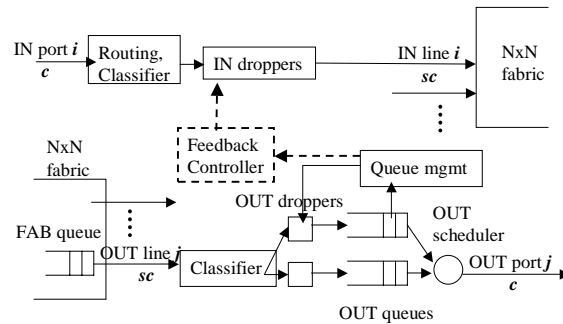 IN port i
c
Routing,
Classifier
IN droppers
IN line i
sc
NxN
fabric
Feedback
Controller
Queue mgmt
NxN
fabric
OUT droppers
FAB queue
OUT line j
sc
Classifier
OUT
scheduler
OUT port j
c
OUT queues